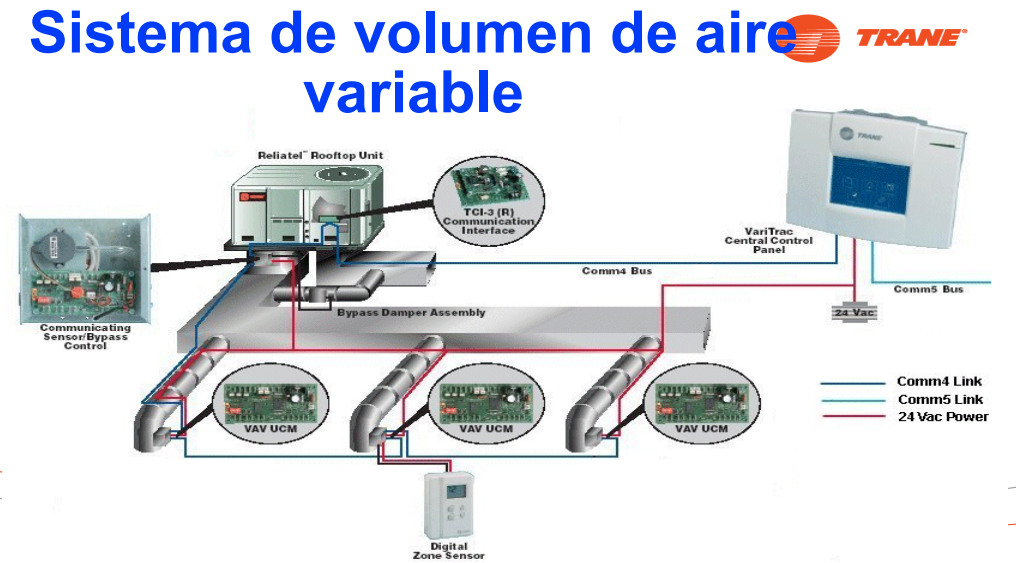 Sistema de volumen de aire
variable
TRANE®
Reliatel™ Rooftop Unit
TCI-3 (R)
Communication
Interface
TRANE
VariTrac
Central Control
Panel
Comm4 Bus
Comm5 Bus
24 Vac
Bypass Damper Assembly
Communicating
Sensor/Bypass
Control
VAV UCM
VAV UCM
VAV UCM
Comm4 Link
Comm5 Link
24 Vac Power
Digital
Zone Sensor